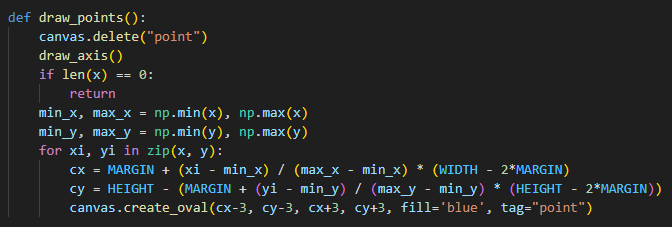 def draw_points():
    canvas.delete("point")
    draw_axis()
    if len(x) == 0:
        return
    min_x, max_x = np.min(x), np.max(x)
    min_y, max_y = np.min(y), np.max(y)
    for xi, yi in zip(x, y):
        cx = MARGIN + (xi - min_x) / (max_x - min_x) * (WIDTH - 2*MARGIN)
        cy = HEIGHT - (MARGIN + (yi - min_y) / (max_y - min_y) * (HEIGHT - 2*MARGIN))
        canvas.create_oval(cx-3, cy-3, cx+3, cy+3, fill='blue', tag="point")